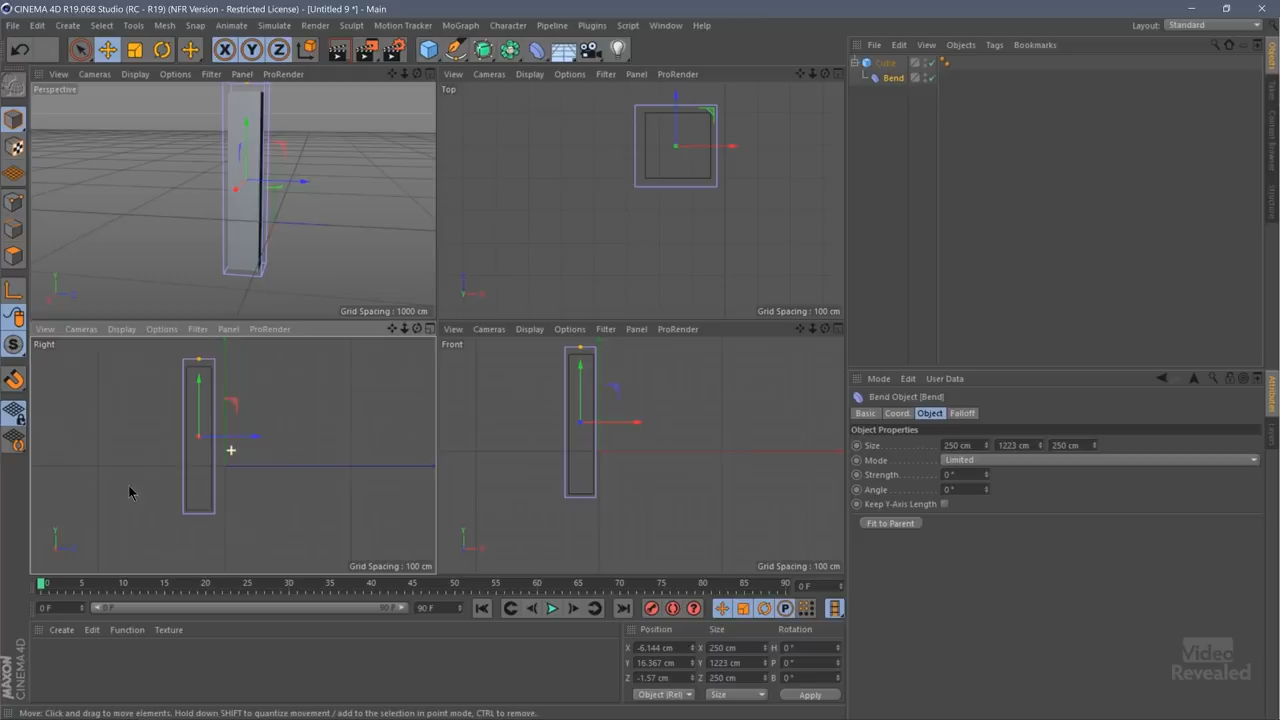 CINEMA 4D R19.068 Studio (RC - R19) (NFR Version - Restricted License) - [Untitled 9 *] - Main
File Edit Create Select Tools Mesh Snap Animate Simulate Render Sculpt Motion Tracker MoGraph Character Pipeline Plugins Script Window Help
Layout: Standard
X Y Z
File Edit View Objects Tags Bookmarks
Cube
Bend
View Cameras Display Options Filter Panel ProRender
Perspective
Grid Spacing : 1000 cm
View Cameras Display Options Filter Panel ProRender
Top
Grid Spacing : 100 cm
View Cameras Display Options Filter Panel ProRender
Right
Grid Spacing : 100 cm
View Cameras Display Options Filter Panel ProRender
Front
Grid Spacing : 100 cm
Objects
Takes
Content Browser
Structure
Attributes
Layers
Mode Edit User Data
Bend Object [Bend]
Basic Coord. Object Falloff
Object Properties
Size. 250 cm 1223 cm 250 cm
Mode Limited
Strength 0 °
Angle 0 °
Keep Y-Axis Length
Fit to Parent
0 5 10 15 20 25 30 35 40 45 50 55 60 65 70 75 80 85 90 0 F
0 F 0 F 90 F 90 F
Create Edit Function Texture
Position Size Rotation
X -6.144 cm X 250 cm H 0 °
Y 16.367 cm Y 1223 cm P 0 °
Z -1.57 cm Z 250 cm B 0 °
Object (Rel) Size Apply
MAXON
CINEMA 4D
Video
Revealed
Move: Click and drag to move elements. Hold down SHIFT to quantize movement / add to the selection in point mode, CTRL to remove.